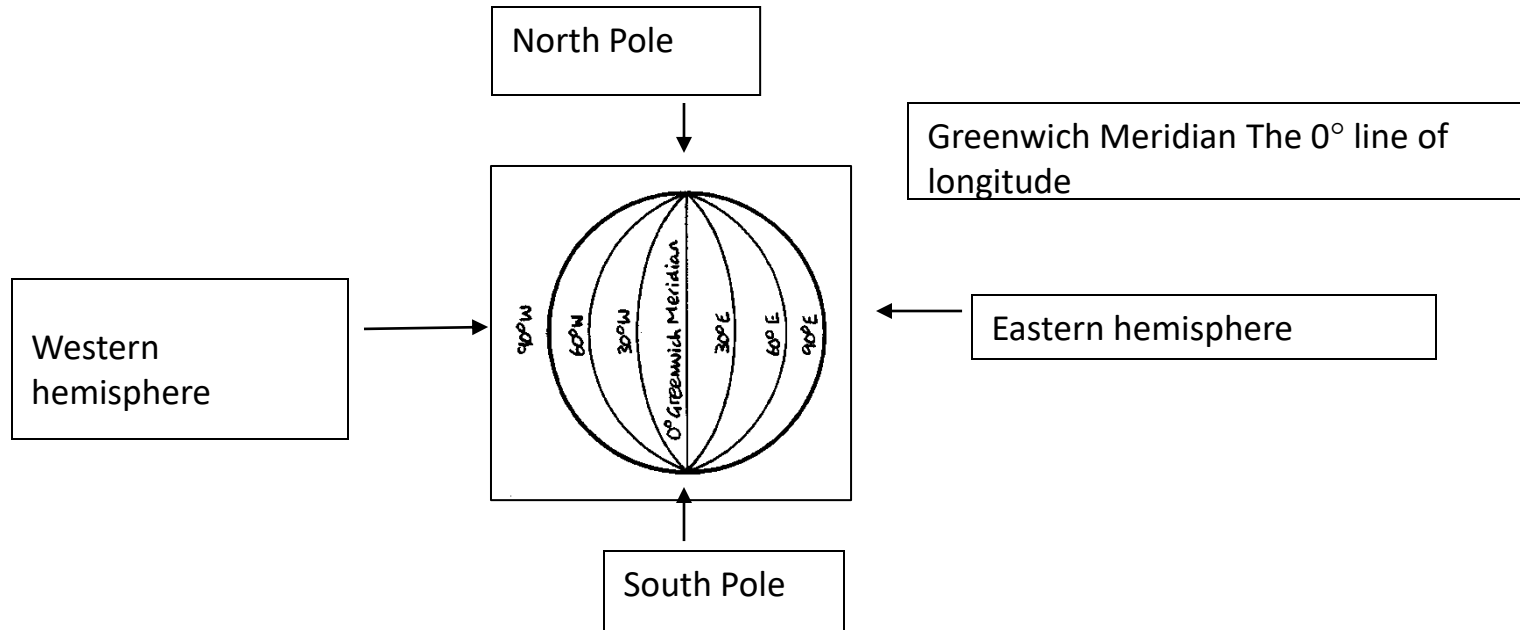 North Pole
Greenwich Meridian The 0° line of
longitude
Western
hemisphere
90°W
60°W
30°W
0° Greenwich Meridian
30°E
60°E
90°E
Eastern hemisphere
South Pole